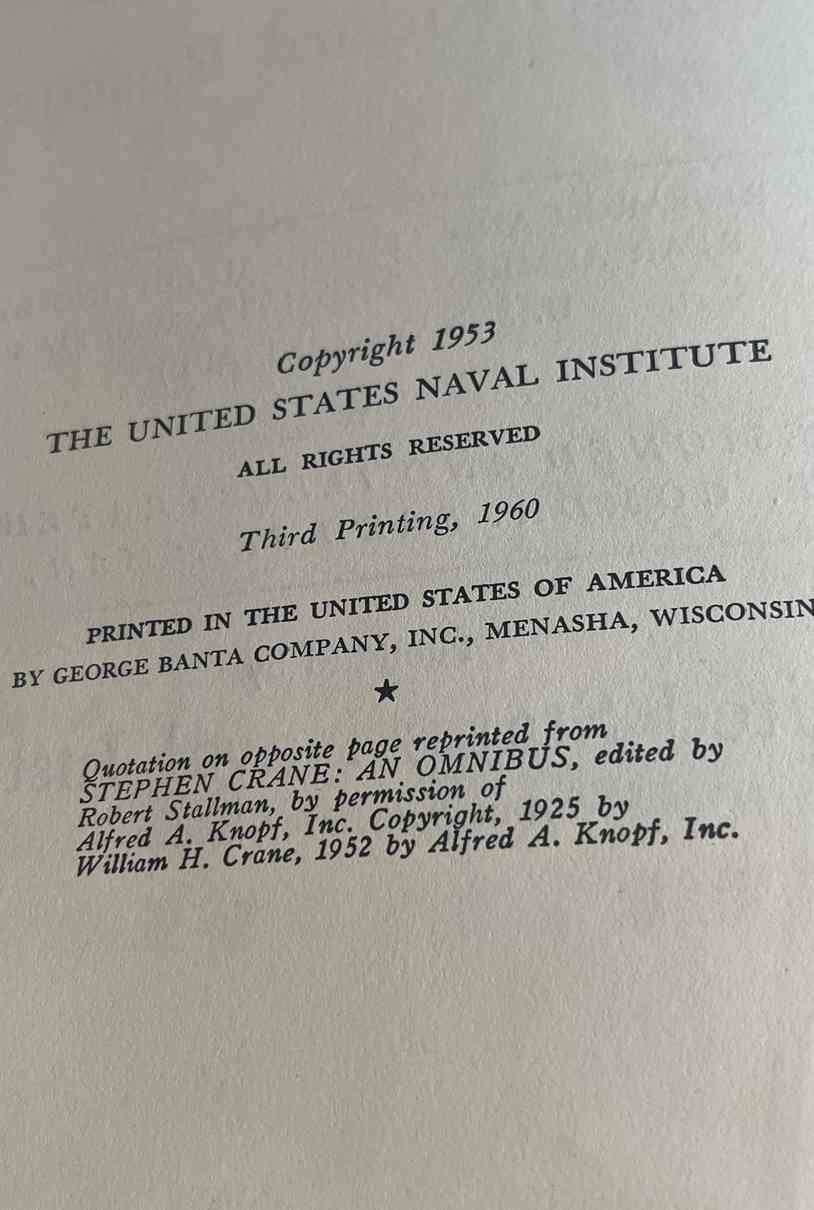 Copyright 1953
THE UNITED STATES NAVAL INSTITUTE
ALL RIGHTS RESERVED
Third Printing, 1960
PRINTED IN THE UNITED STATES OF AMERICA
BY GEORGE BANTA COMPANY, INC., MENASHA, WISCONSIN
★
Quotation on opposite page reprinted from
STEPHEN CRANE: AN OMNIBUS, edited by
Robert Stallman, by permission of
Alfred A. Knopf, Inc. Copyright, 1925 by
William H. Crane, 1952 by Alfred A. Knopf, Inc.